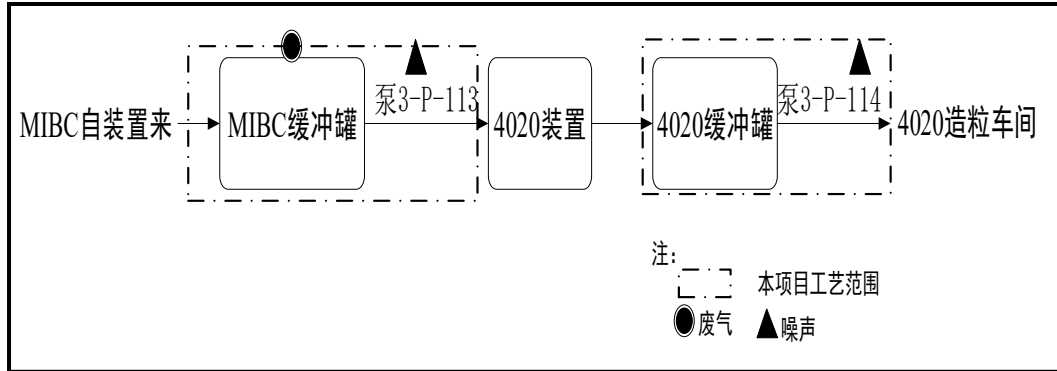 泵3-P-113
泵3-P-114
MIBC自装置来
MIBC缓冲罐
4020装置
4020缓冲罐
4020造粒车间
注:
本项目工艺范围
废气
噪声